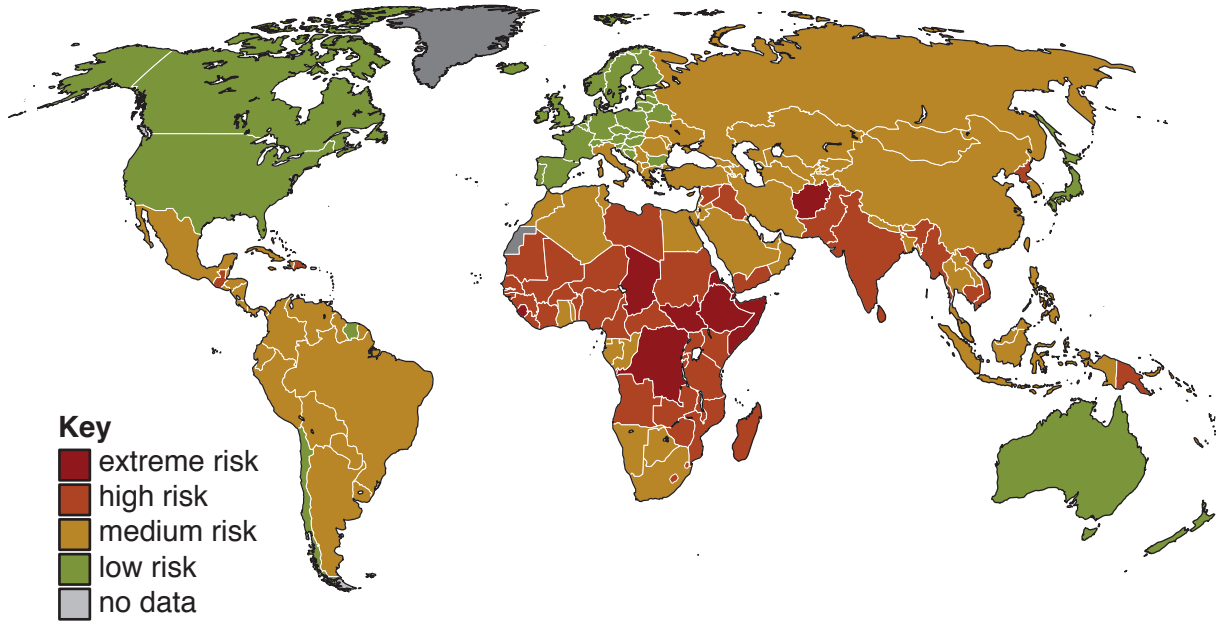 Key
extreme risk
high risk
medium risk
low risk
no data